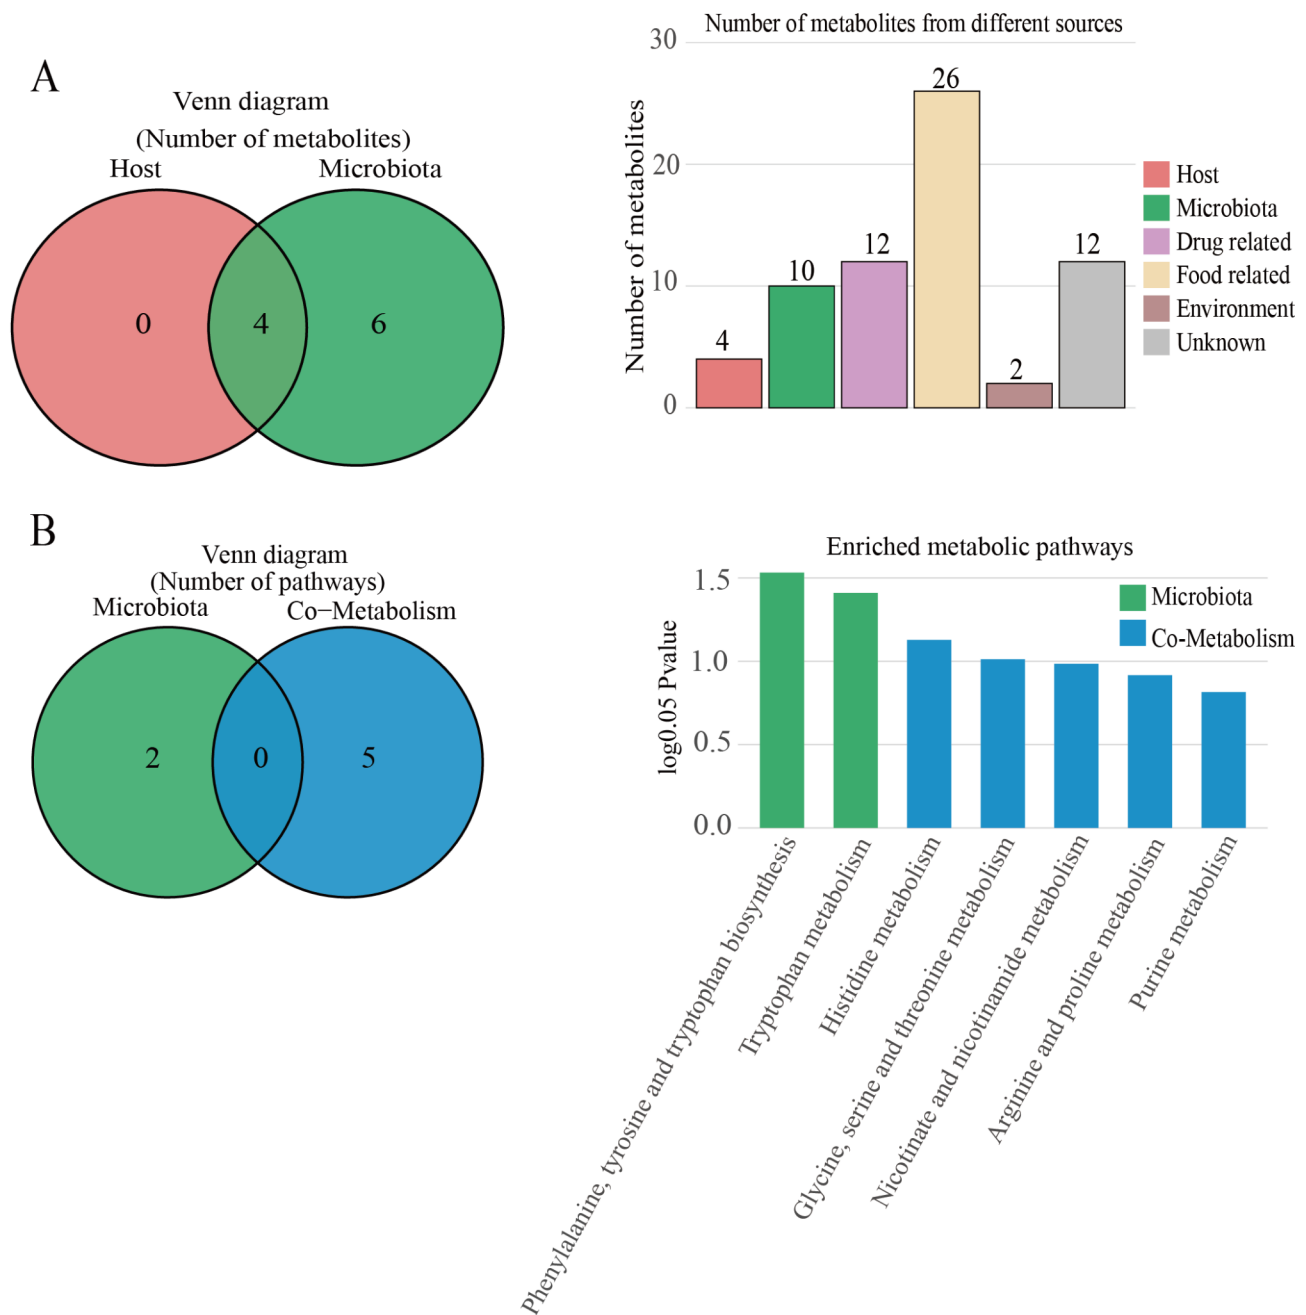 A
Venn diagram
(Number of metabolites)
Host
Microbiota
0
4
6
Number of metabolites from different sources
Number of metabolites
30
20
10
0
4
10
12
26
2
12
Host
Microbiota
Drug related
Food related
Environment
Unknown
B
Venn diagram
(Number of pathways)
Microbiota
Co−Metabolism
2
0
5
Enriched metabolic pathways
log0.05 Pvalue
1.5
1.0
0.5
0.0
Microbiota
Co-Metabolism
Phenylalanine, tyrosine and tryptophan biosynthesis
Tryptophan metabolism
Histidine metabolism
Glycine, serine and threonine metabolism
Nicotinate and nicotinamide metabolism
Arginine and proline metabolism
Purine metabolism